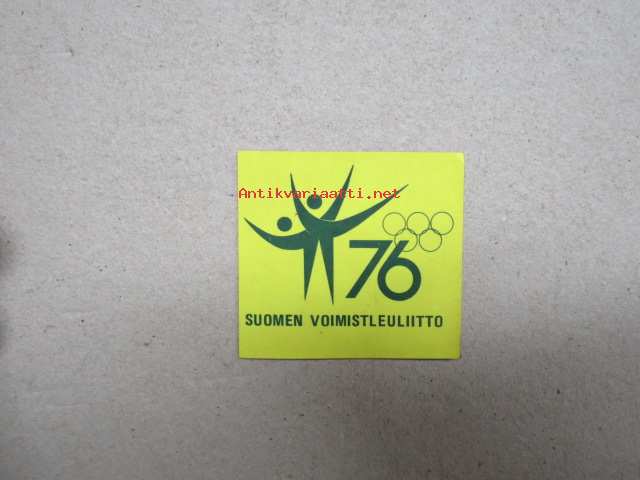 Antikvariaatti.net
76
SUOMEN VOIMISTLEULIITTO